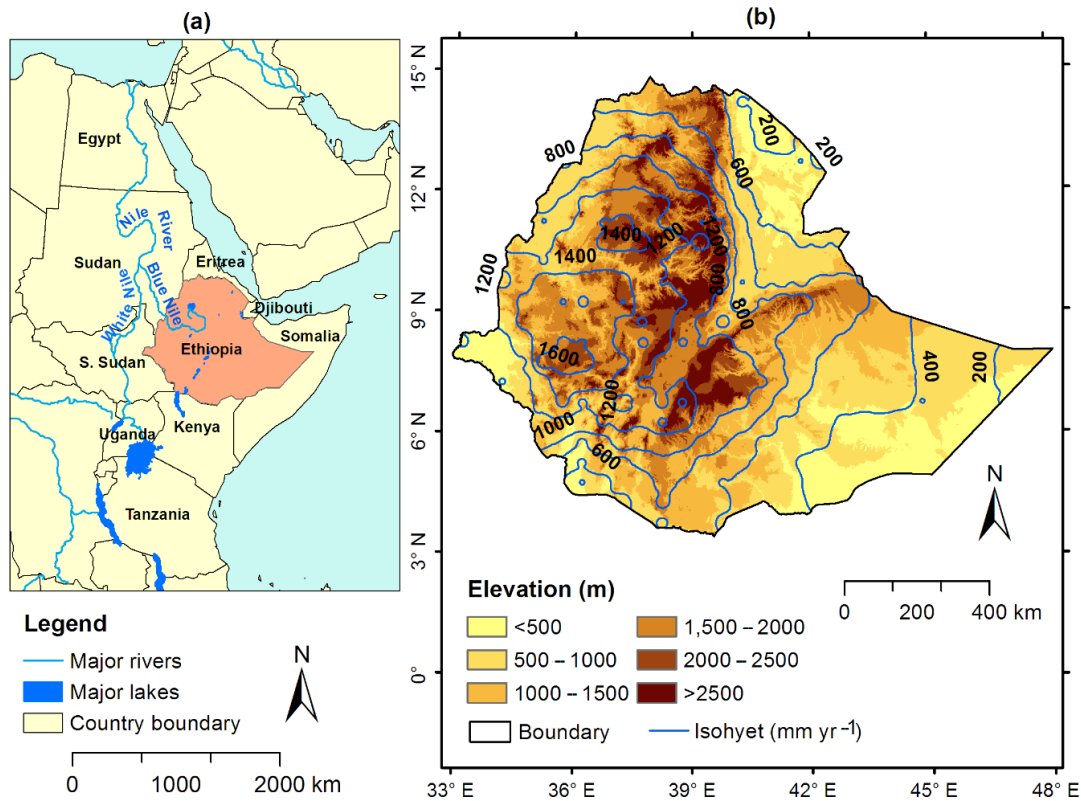 (a)
Egypt
Nile
River
Sudan
White Nile
Blue Nile
Eritrea
Djibouti
Somalia
Ethiopia
S. Sudan
Uganda
Kenya
Tanzania
Legend
Major rivers
Major lakes
Country boundary
N
0 1000 2000 km
(b)
15° N
12° N
9° N
6° N
3° N
0°
33° E 36° E 39° E 42° E 45° E 48° E
200
200
800
600
1400
1200
1200
1400
1200
800
800
1600
1200
1000
600
400
200
N
0 200 400 km
Elevation (m)
<500
500 – 1000
1000 – 1500
1,500 – 2000
2000 – 2500
>2500
Boundary
Isohyet (mm yr⁻¹)